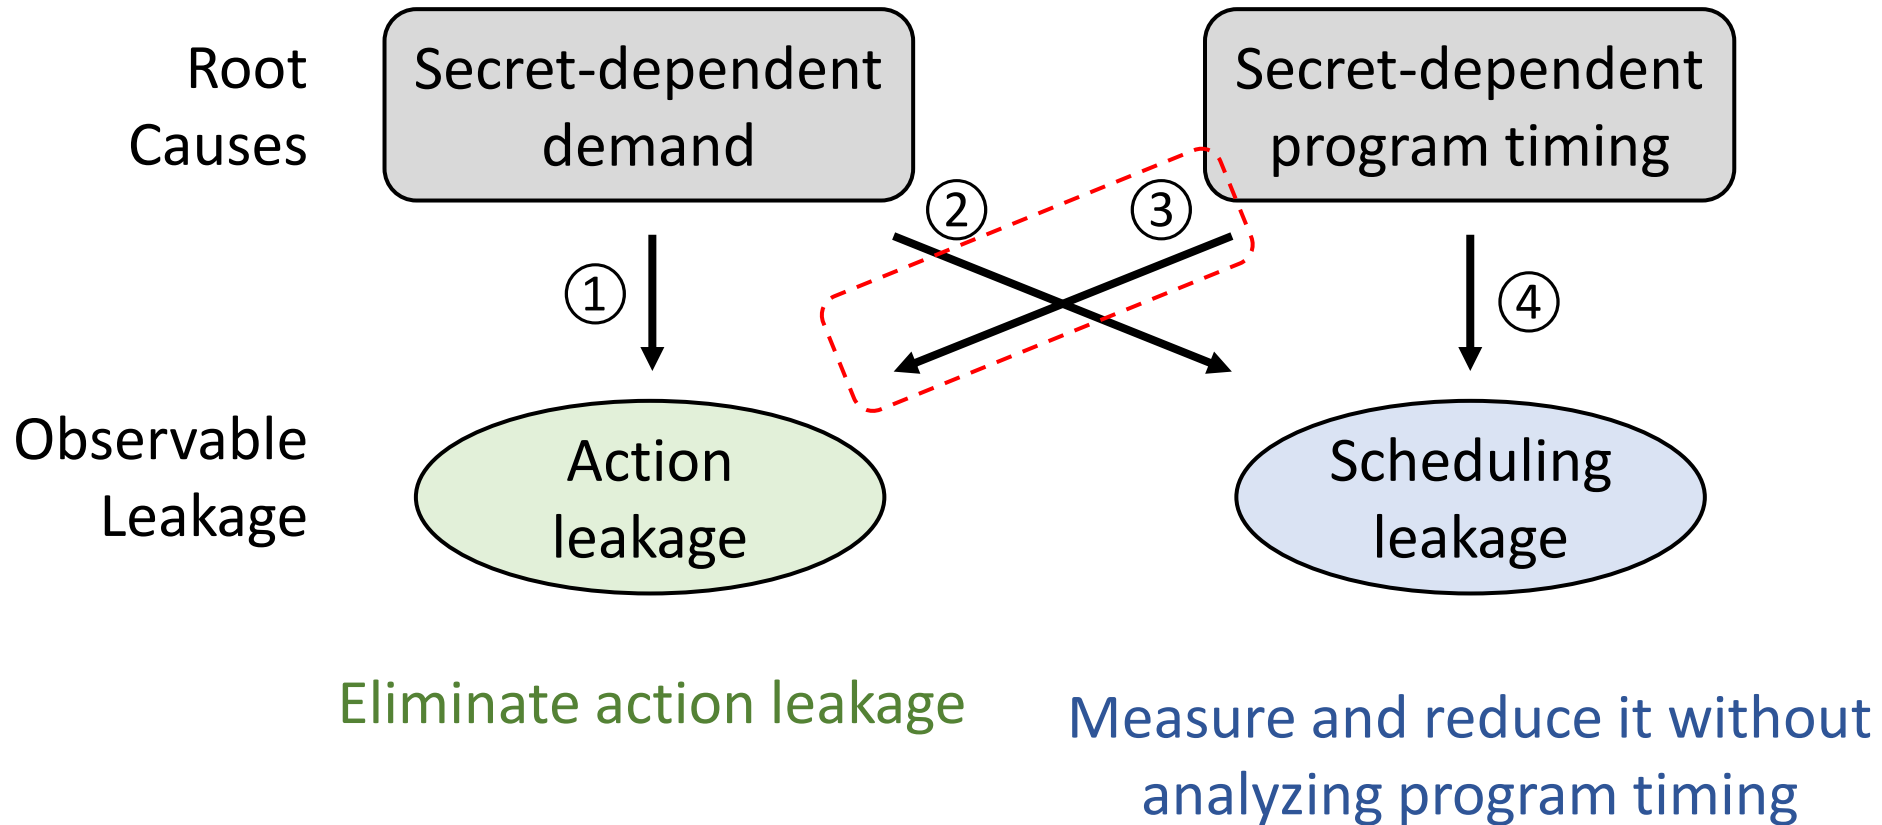 Root
Causes
Secret-dependent
demand
Secret-dependent
program timing
①
②
③
④
Observable
Leakage
Action
leakage
Scheduling
leakage
Eliminate action leakage
Measure and reduce it without
analyzing program timing